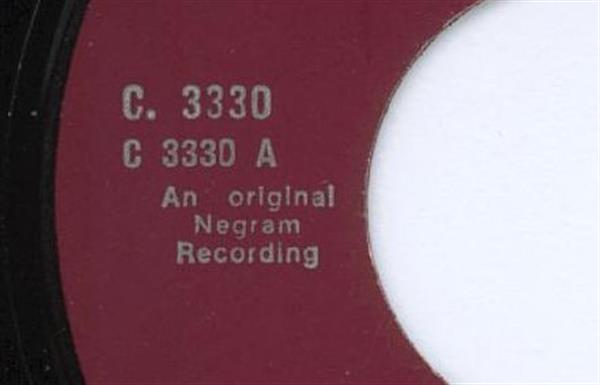 C. 3330
C 3330 A
An original
Negram
Recording